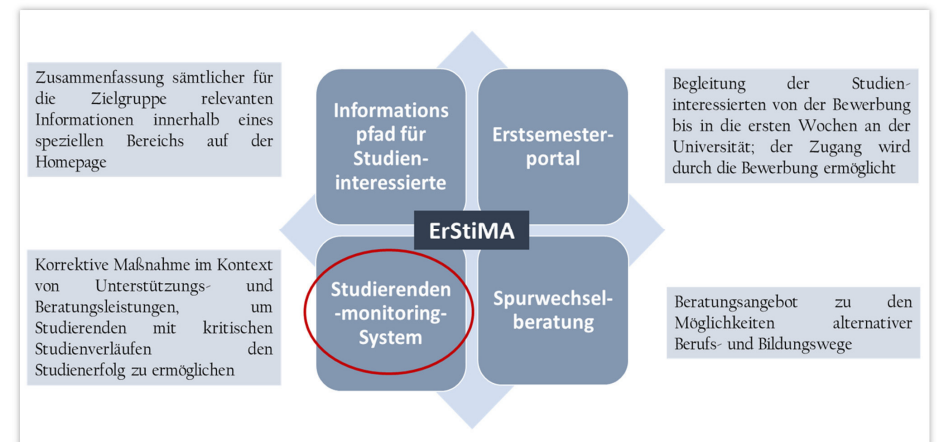 Zusammenfassung sämtlicher für
die Zielgruppe relevanten
Informationen innerhalb eines
speziellen Bereichs auf der
Homepage
Informations
pfad für
Studien-
interessierte
Erstsemester-
portal
Begleitung der Studien-
interessierten von der Bewerbung
bis in die ersten Wochen an der
Universität; der Zugang wird
durch die Bewerbung ermöglicht
ErStiMA
Korrektive Maßnahme im Kontext
von Unterstützungs- und
Beratungsleistungen, um
Studierenden mit kritischen
Studienverläufen den
Studienerfolg zu ermöglichen
Studierenden
-monitoring-
System
Spurwechsel-
beratung
Beratungsangebot zu den
Möglichkeiten alternativer
Berufs- und Bildungswege